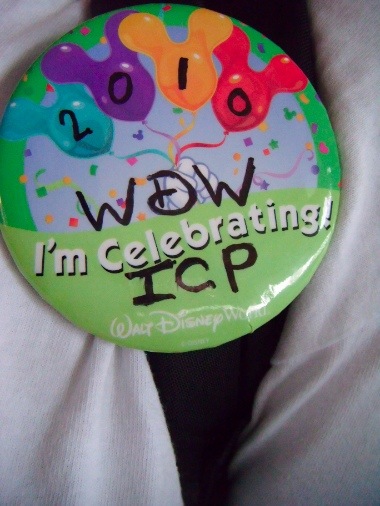 2010
WDW
I'm Celebrating!
ICP
WALT DISNEY WORLD